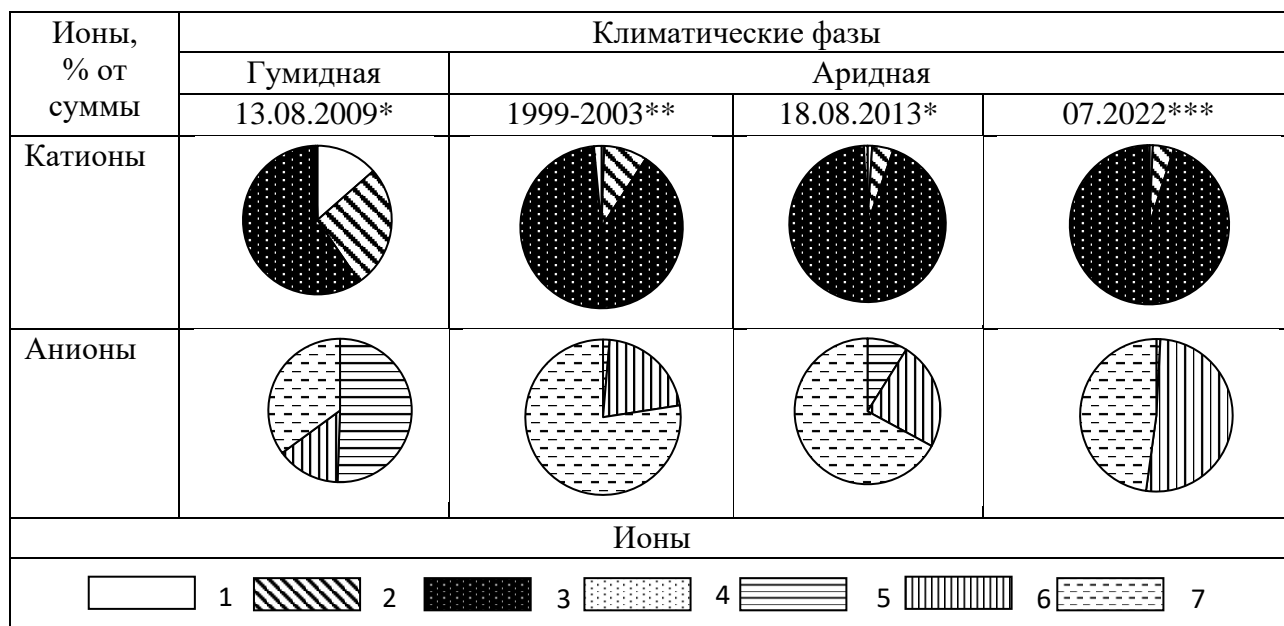 Ионы,
% от
суммы
Климатические фазы
Гумидная
Аридная
13.08.2009*
1999-2003**
18.08.2013*
07.2022***
Катионы
Анионы
Ионы
1 2 3 4 5 6 7